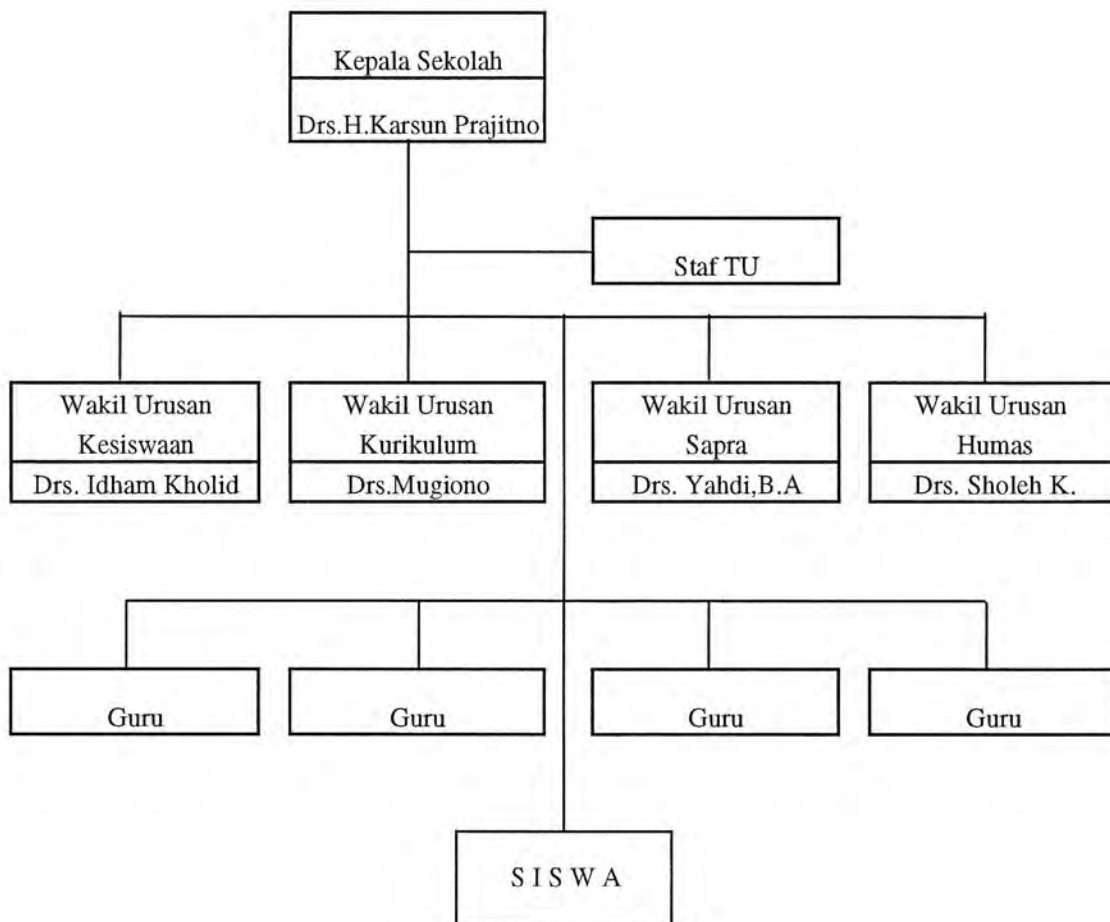 Kepala Sekolah
Drs.H.Karsun Prajitno
Staf TU
Wakil Urusan
Kesiswaan
Drs. Idham Kholid
Wakil Urusan
Kurikulum
Drs.Mugiono
Wakil Urusan
Sapra
Drs. Yahdi,B.A
Wakil Urusan
Humas
Drs. Sholeh K.
Guru
Guru
Guru
Guru
S I S W A